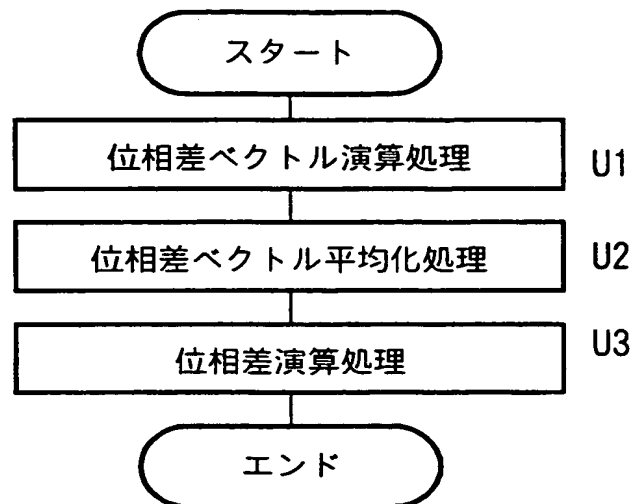 スタート
位相差ベクトル演算処理
U1
位相差ベクトル平均化処理
U2
位相差演算処理
U3
エンド